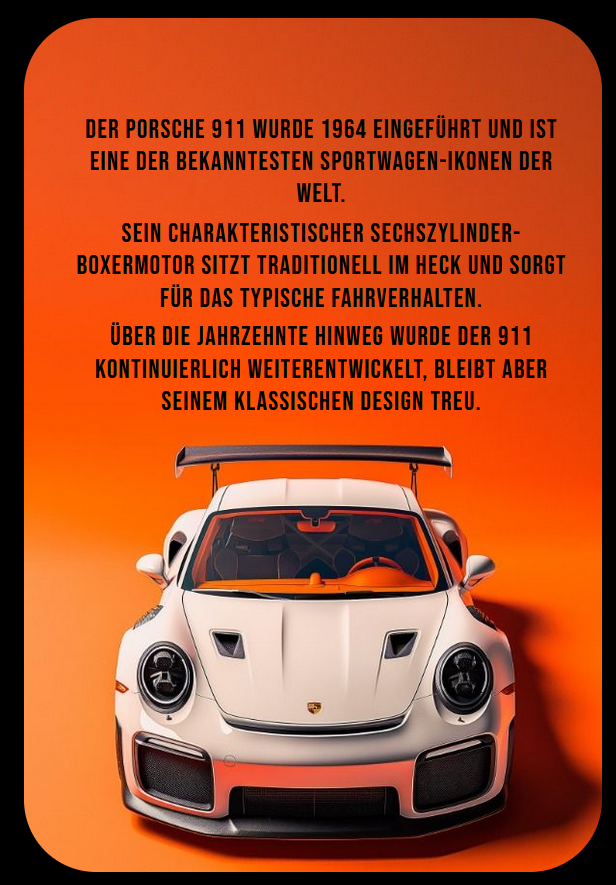 DER PORSCHE 911 WURDE 1964 EINGEFÜHRT UND IST
EINE DER BEKANNTESTEN SPORTWAGEN-IKONEN DER
WELT.
SEIN CHARAKTERISTISCHER SECHSZYLINDER-
BOXERMOTOR SITZT TRADITIONELL IM HECK UND SORGT
FÜR DAS TYPISCHE FAHRVERHALTEN.
ÜBER DIE JAHRZEHNTE HINWEG WURDE DER 911
KONTINUIERLICH WEITERENTWICKELT, BLEIBT ABER
SEINEM KLASSISCHEN DESIGN TREU.